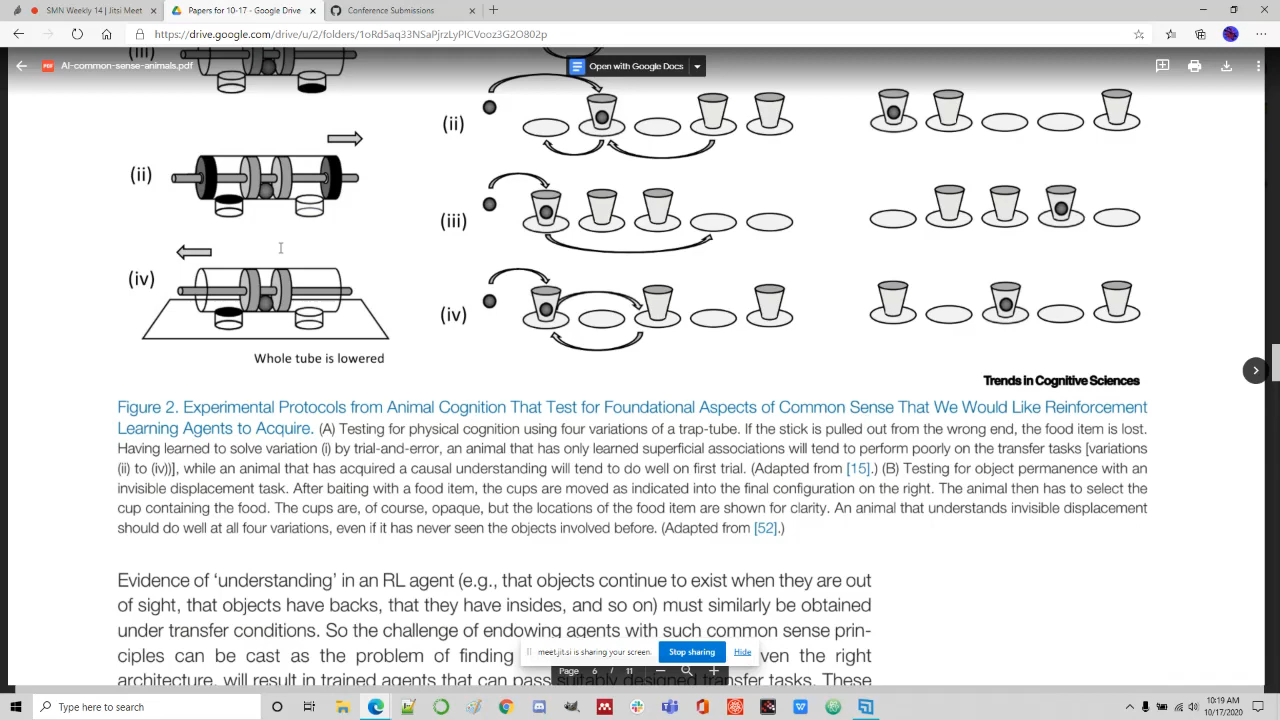 SMN Weekly 14 | Jitsi Meet
Papers for 10-17 - Google Drive
Conference Submissions
https://drive.google.com/drive/u/2/folders/
AI-common-sense-animals.pdf
Open with Google Docs
(iii)
(ii)
(ii)
(iii)
(iv)
(iv)
Whole tube is lowered
Trends in Cognitive Sciences
Figure 2. Experimental Protocols from Animal Cognition That Test for Foundational Aspects of Common Sense That We Would Like Reinforcement
Learning Agents to Acquire. (A) Testing for physical cognition using four variations of a trap-tube. If the stick is pulled out from the wrong end, the food item is lost.
Having learned to solve variation (i) by trial-and-error, an animal that has only learned superficial associations will tend to perform poorly on the transfer tasks [variations
(ii) to (iv))], while an animal that has acquired a causal understanding will tend to do well on first trial. (Adapted from [15].) (B) Testing for object permanence with an
invisible displacement task. After baiting with a food item, the cups are moved as indicated into the final configuration on the right. The animal then has to select the
cup containing the food. The cups are, of course, opaque, but the locations of the food item are shown for clarity. An animal that understands invisible displacement
should do well at all four variations, even if it has never seen the objects involved before. (Adapted from [52].)
Evidence of ‘understanding’ in an RL agent (e.g., that objects continue to exist when they are out
of sight, that objects have backs, that they have insides, and so on) must similarly be obtained
under transfer conditions. So the challenge of endowing agents with such common sense prin-
ciples can be cast as the problem of finding
ven the right
meet.jit.si is sharing your screen.
Stop sharing
Hide
Page 6 / 11
architecture, will result in trained agents that can pass suitably designed transfer tasks. These
Type here to search
10:19 AM
10/17/2020